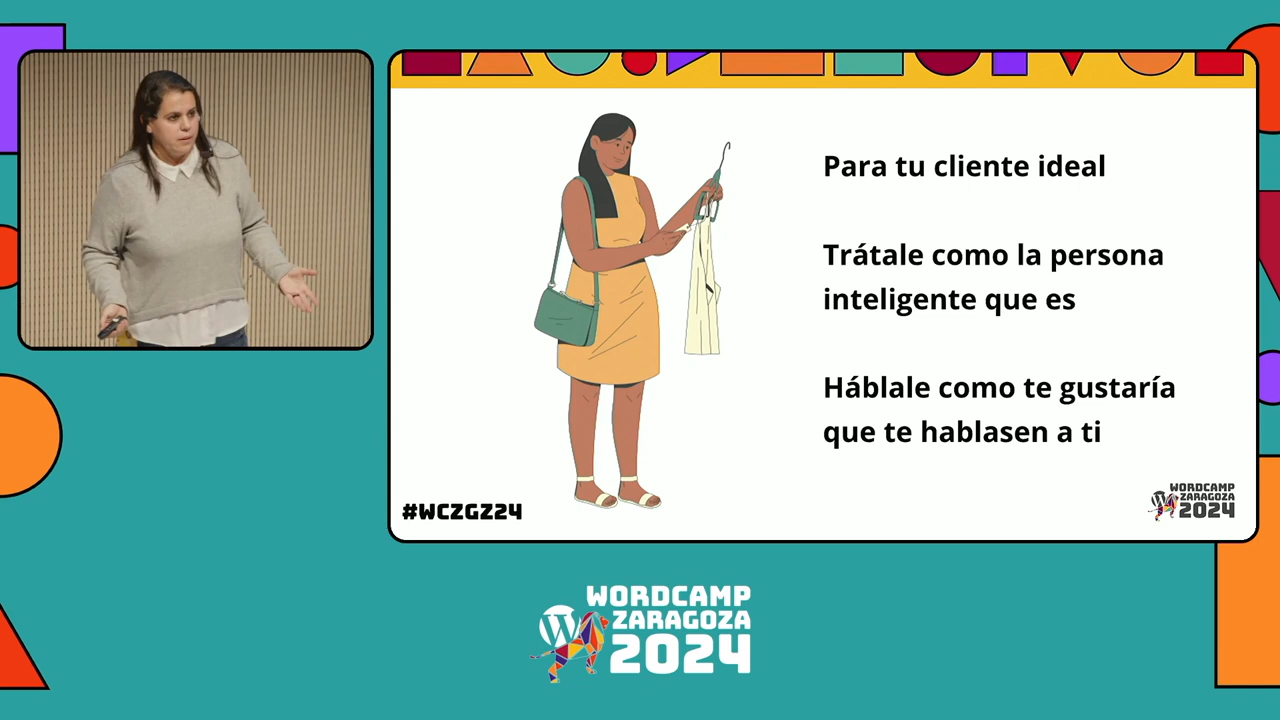 Para tu cliente ideal
Trátale como la persona
inteligente que es
Háblale como te gustaría
que te hablasen a ti
#WCZGZ24
WORDCAMP
ZARAGOZA
2024
WORDCAMP
ZARAGOZA
2024